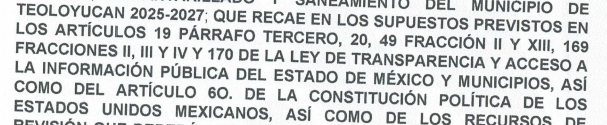 SANEAMIENTO DEL MUNICIPIO DE
TEOLOYUCAN 2025-2027; QUE RECAE EN LOS SUPUESTOS PREVISTOS EN
LOS ARTÍCULOS 19 PÁRRAFO TERCERO, 20, 49 FRACCIÓN II Y XIII, 169
FRACCIONES II, III Y IV Y 170 DE LA LEY DE TRANSPARENCIA Y ACCESO A
LA INFORMACIÓN PÚBLICA DEL ESTADO DE MÉXICO Y MUNICIPIOS, ASÍ
COMO DEL ARTÍCULO 6O. DE LA CONSTITUCIÓN POLÍTICA DE LOS
ESTADOS UNIDOS MEXICANOS, ASÍ COMO DE LOS RECURSOS DE
REVISIÓN QUE